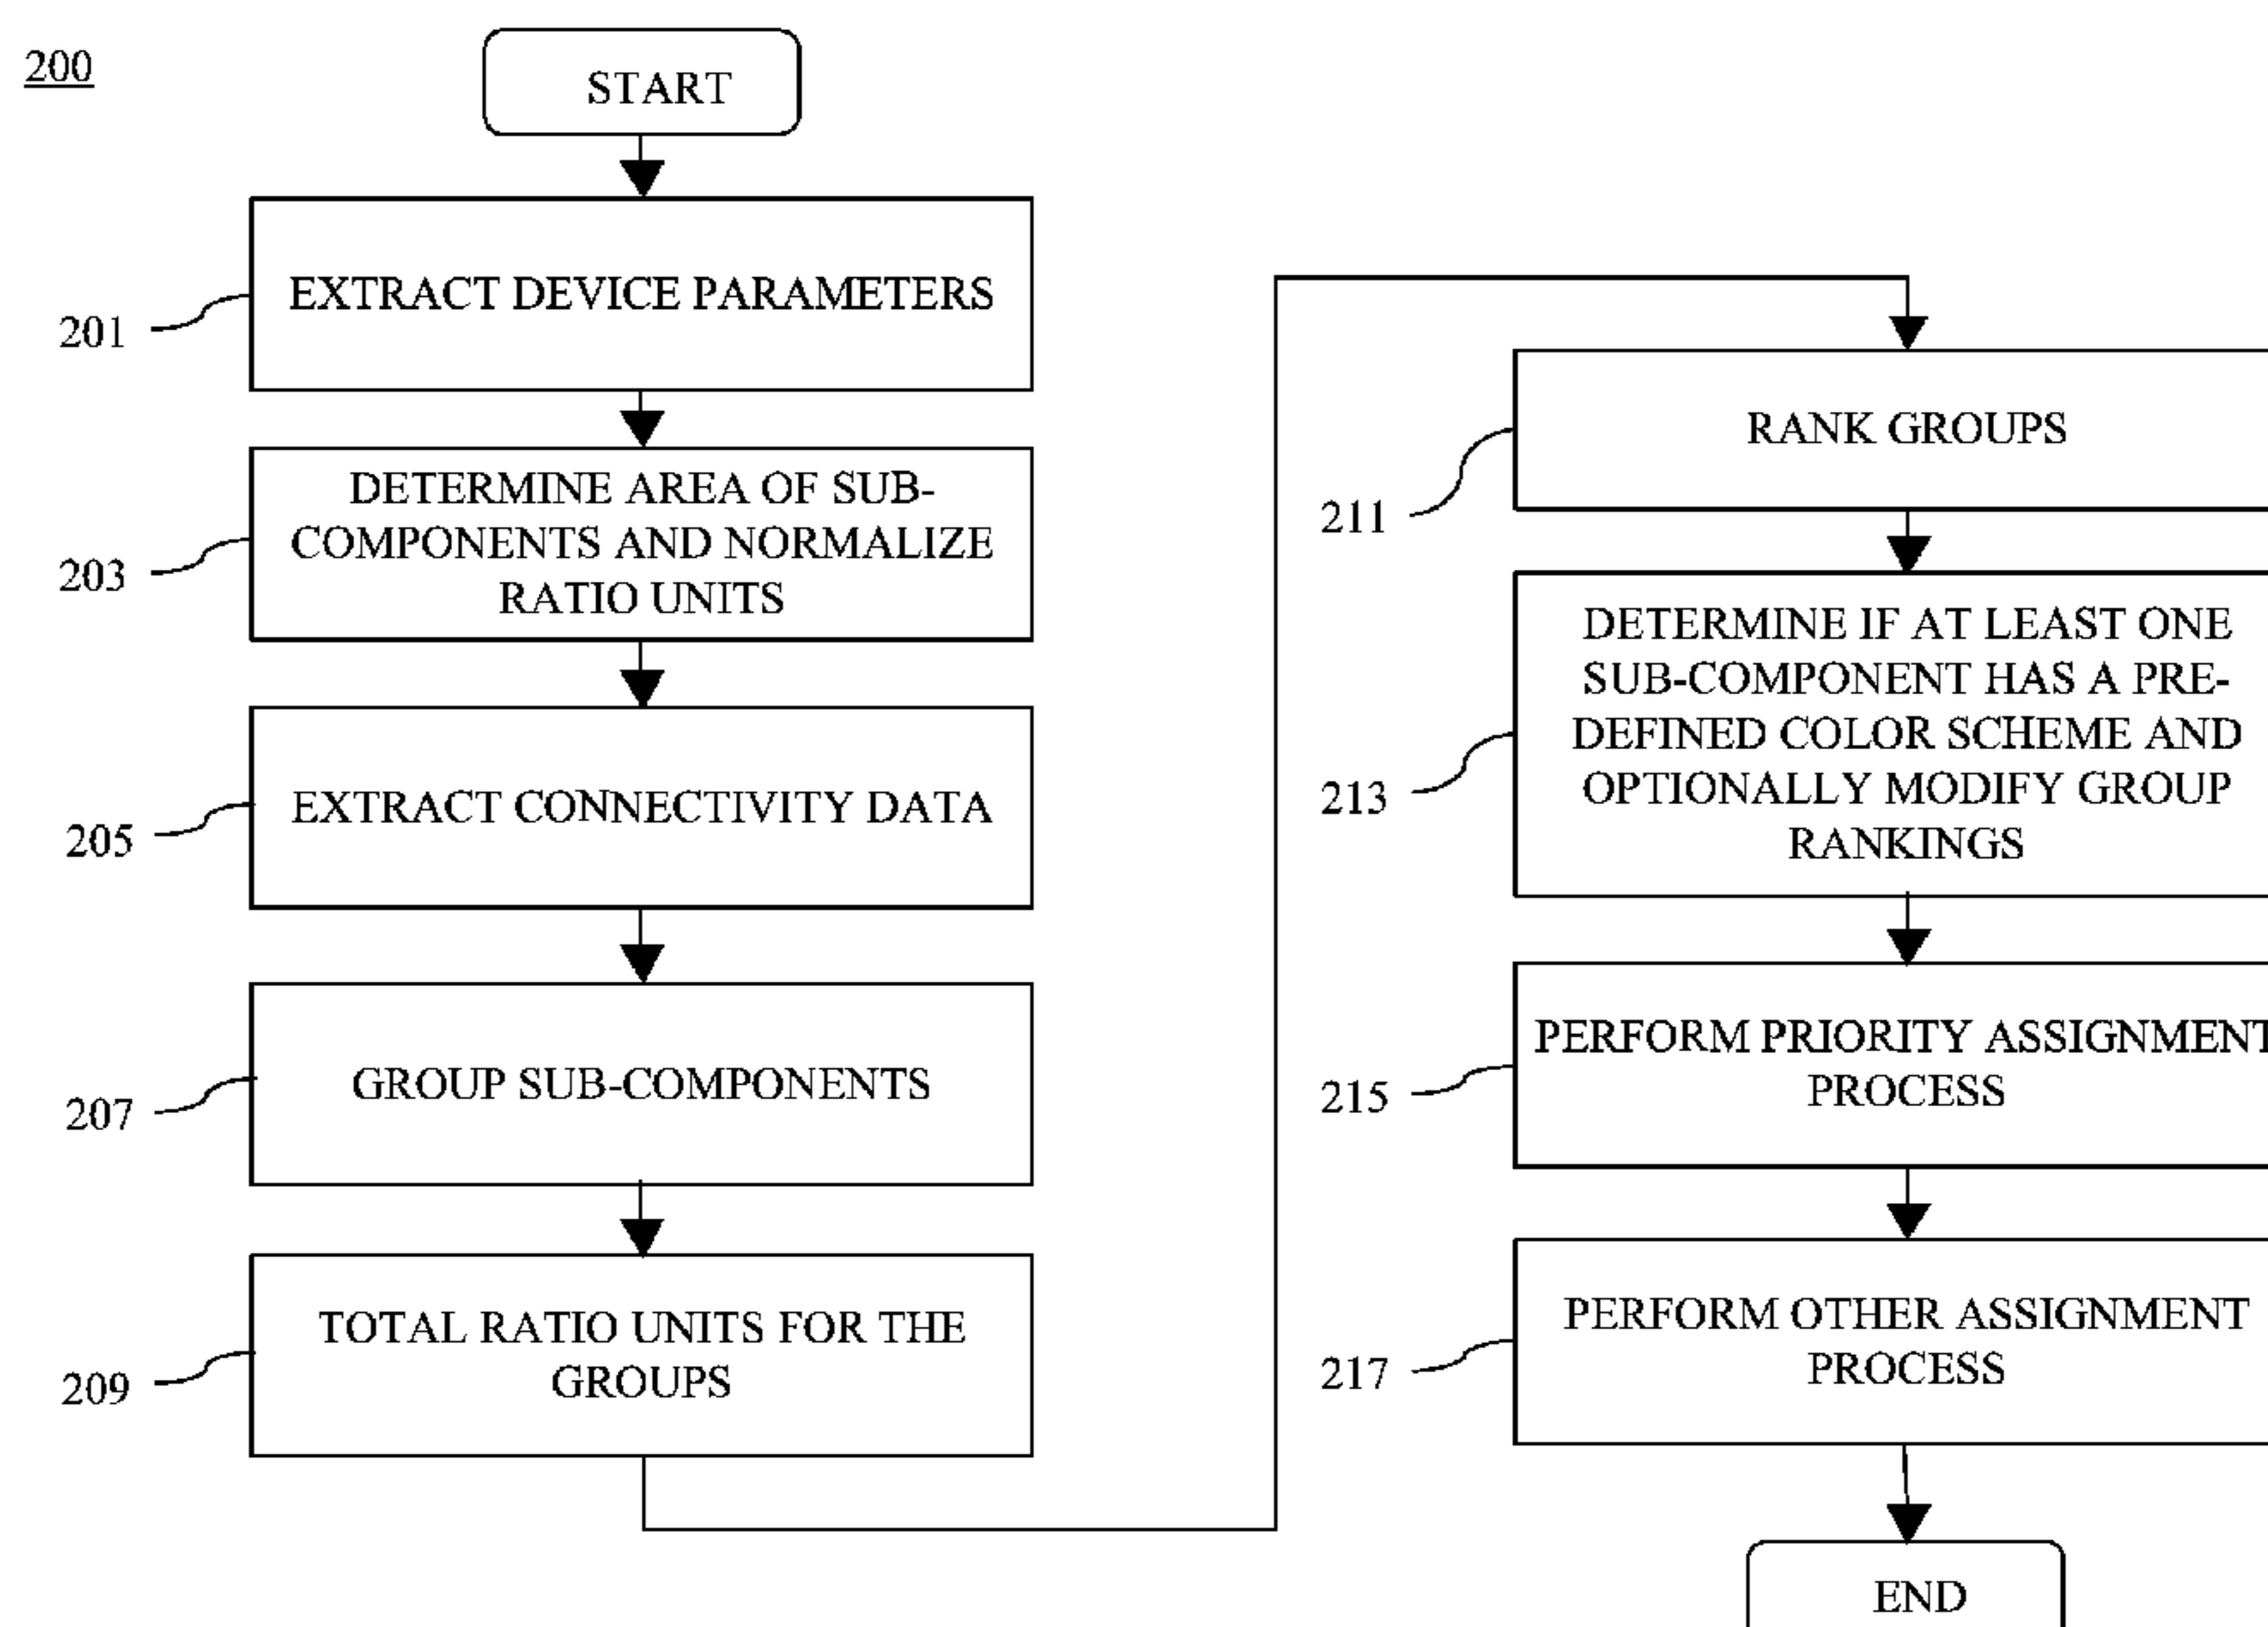 200
START
EXTRACT DEVICE PARAMETERS
201
DETERMINE AREA OF SUB-
COMPONENTS AND NORMALIZE
RATIO UNITS
203
EXTRACT CONNECTIVITY DATA
205
GROUP SUB-COMPONENTS
207
TOTAL RATIO UNITS FOR THE
GROUPS
209
RANK GROUPS
211
DETERMINE IF AT LEAST ONE
SUB-COMPONENT HAS A PRE-
DEFINED COLOR SCHEME AND
OPTIONALLY MODIFY GROUP
RANKINGS
213
PERFORM PRIORITY ASSIGNMENT
PROCESS
215
PERFORM OTHER ASSIGNMENT
PROCESS
217
END